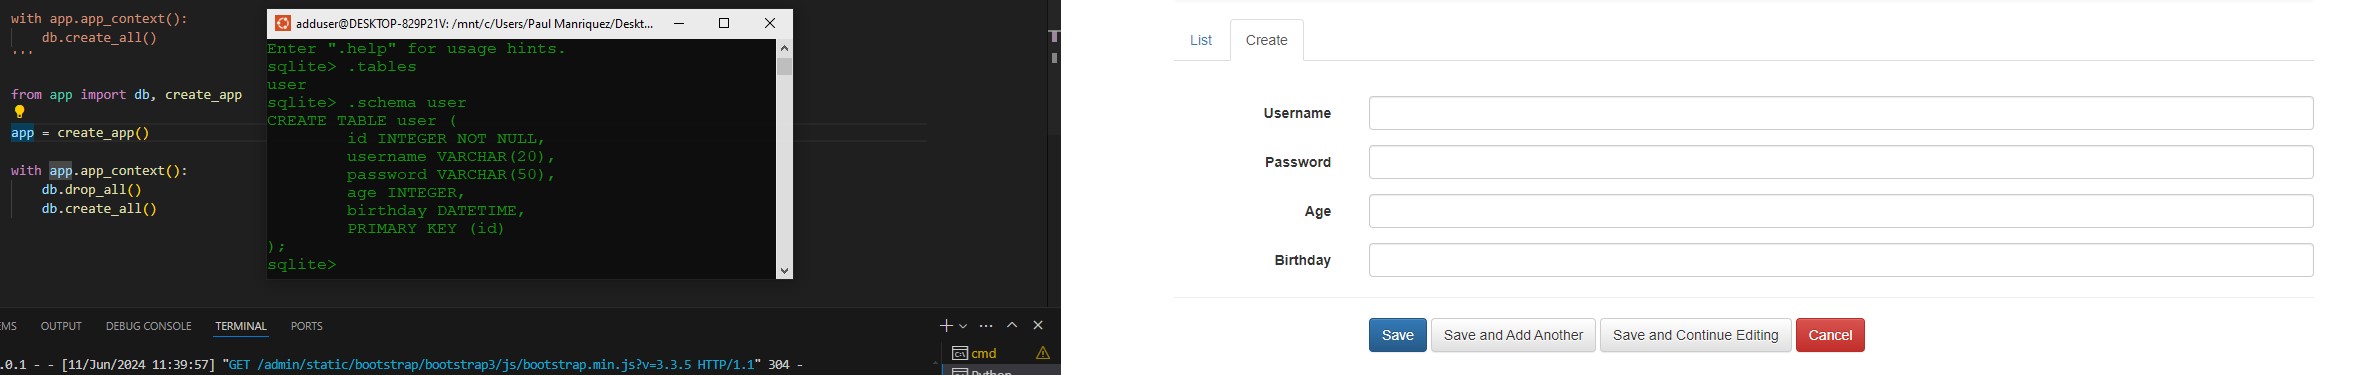 with app.app_context():
db.create_all()
'''
from app import db, create_app
app = create_app()
with app.app_context():
db.drop_all()
db.create_all()
adduser@DESKTOP-829P21V: /mnt/c/Users/Paul Manriquez/Deskt...
Enter ".help" for usage hints.
sqlite> .tables
user
sqlite> .schema user
CREATE TABLE user (
id INTEGER NOT NULL,
username VARCHAR(20),
password VARCHAR(50),
age INTEGER,
birthday DATETIME,
PRIMARY KEY (id)
);
sqlite>
EMS OUTPUT DEBUG CONSOLE TERMINAL PORTS
.0.1 - - [11/Jun/2024 11:39:57] "GET /admin/static/bootstrap/bootstrap3/js/bootstrap.min.js?v=3.3.5 HTTP/1.1" 304 -
cmd
Python
List Create
Username
Password
Age
Birthday
Save Save and Add Another Save and Continue Editing Cancel